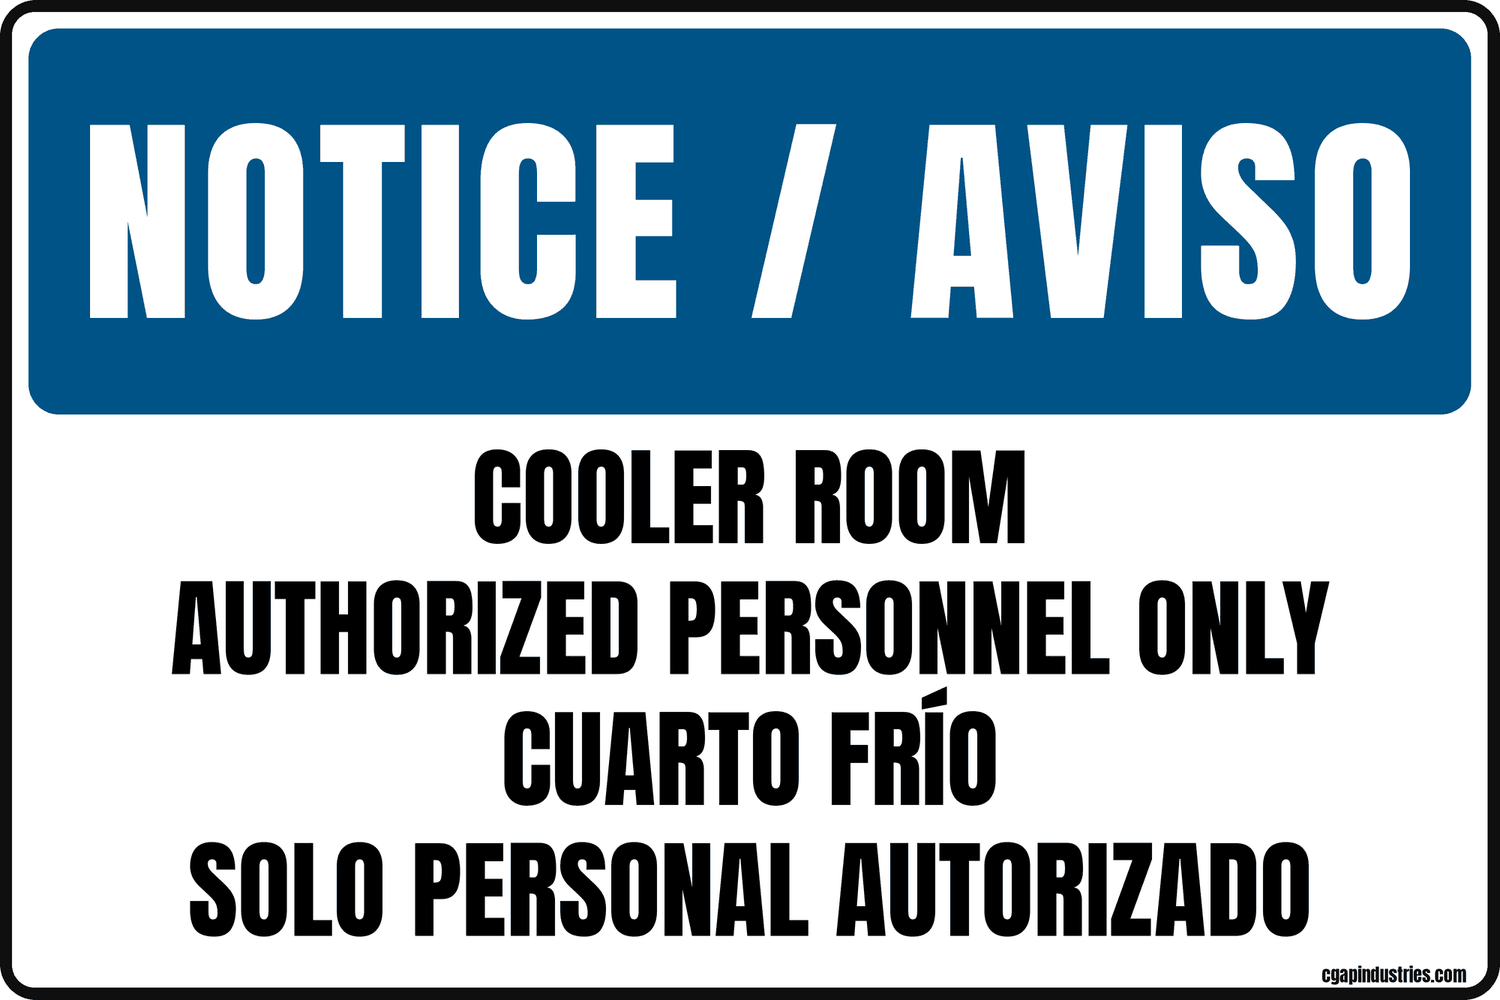 NOTICE / AVISO
COOLER ROOM
AUTHORIZED PERSONNEL ONLY
CUARTO FRÍO
SOLO PERSONAL AUTORIZADO
cgapindustries.com